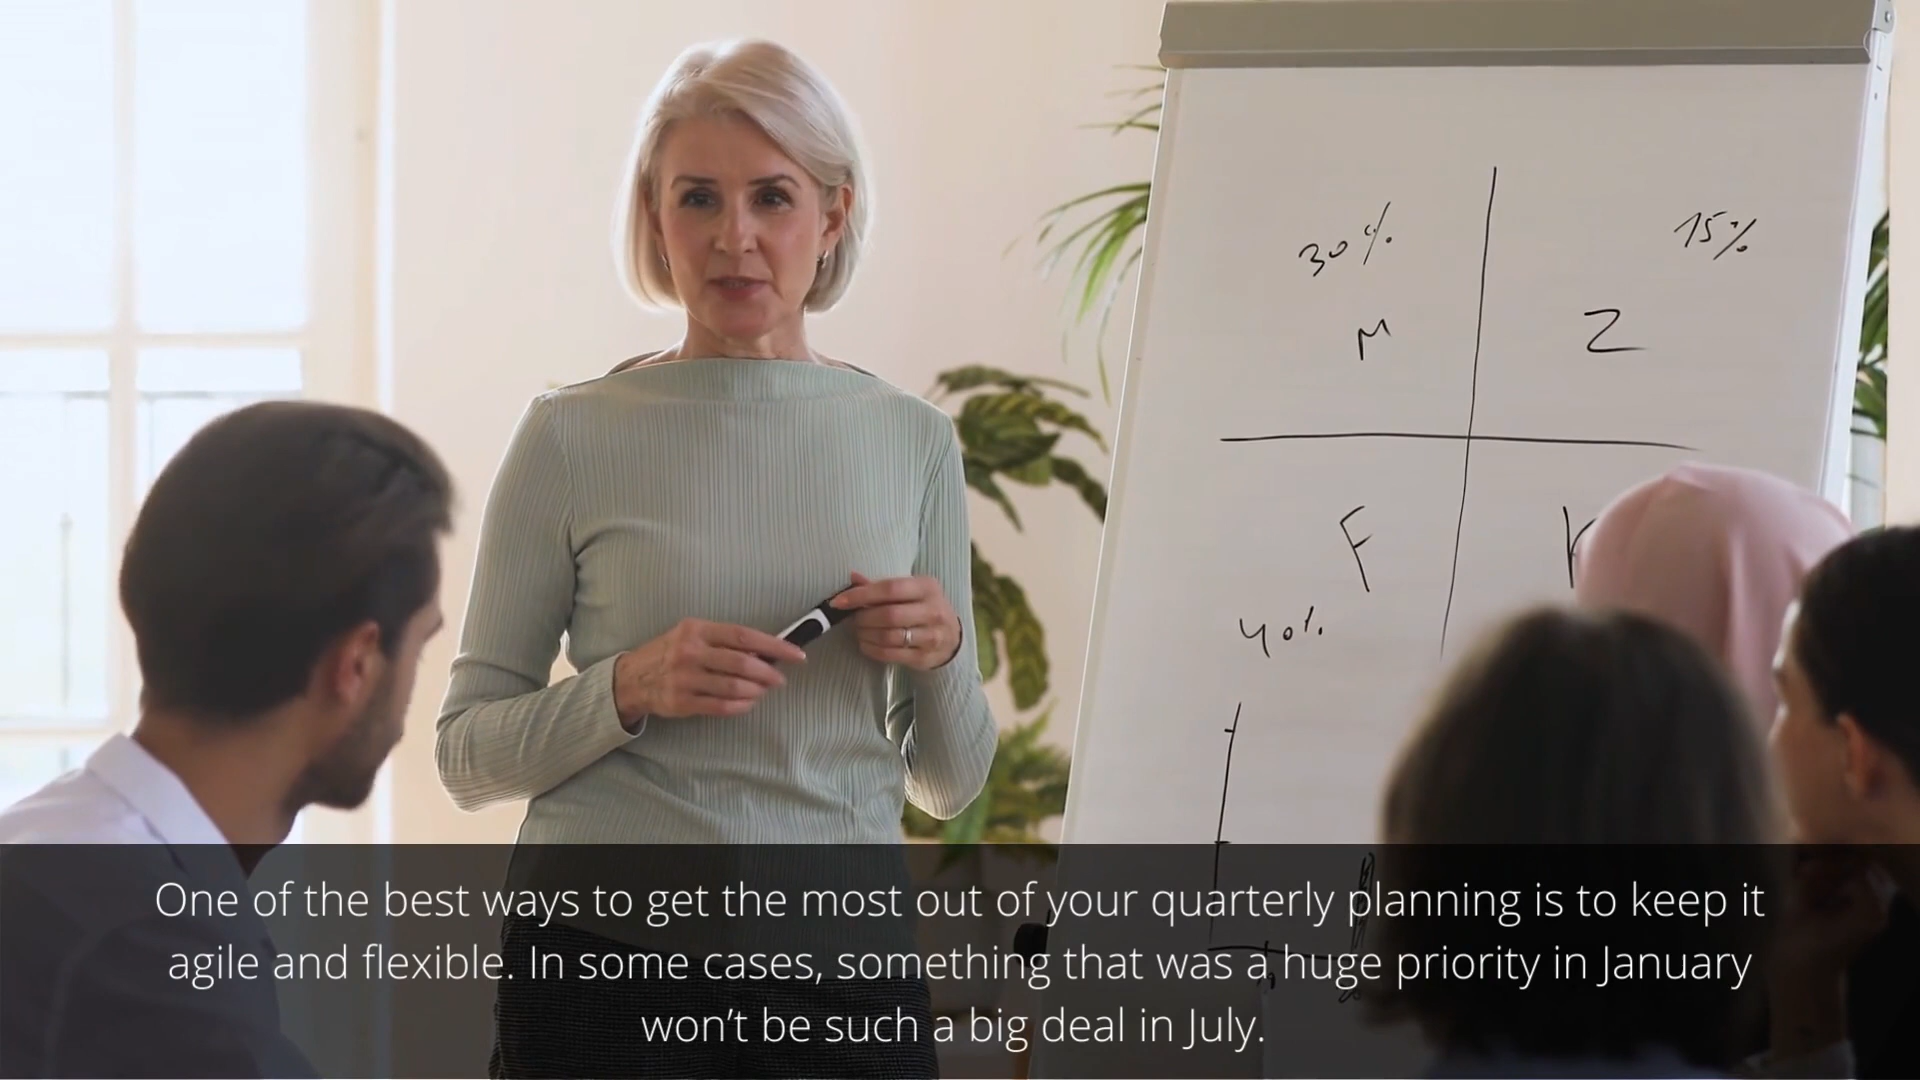 30% 15%
M Z
F
40%
One of the best ways to get the most out of your quarterly planning is to keep it
agile and flexible. In some cases, something that was a huge priority in January
won't be such a big deal in July.